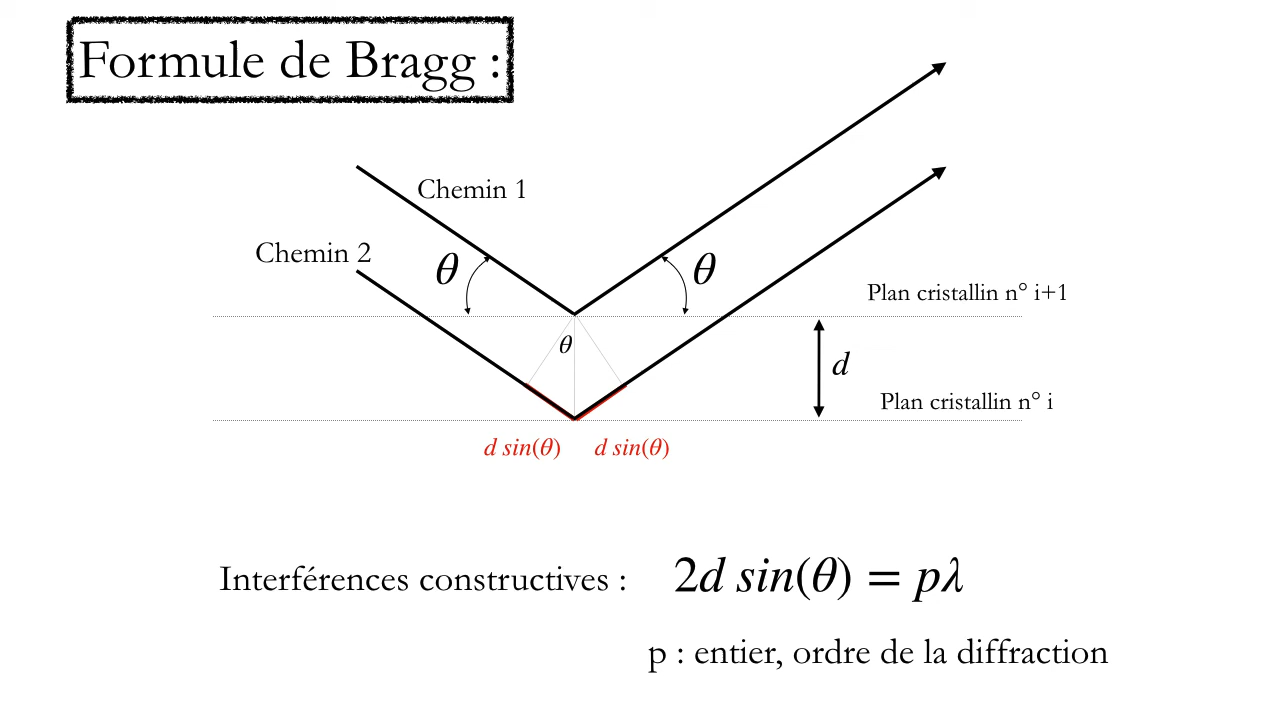 Formule de Bragg :
Chemin 1
Chemin 2
θ
θ
Plan cristallin n° i+1
θ
d
Plan cristallin n° i
d sin(θ)
d sin(θ)
Interférences constructives :
2d sin(θ) = pλ
p : entier, ordre de la diffraction